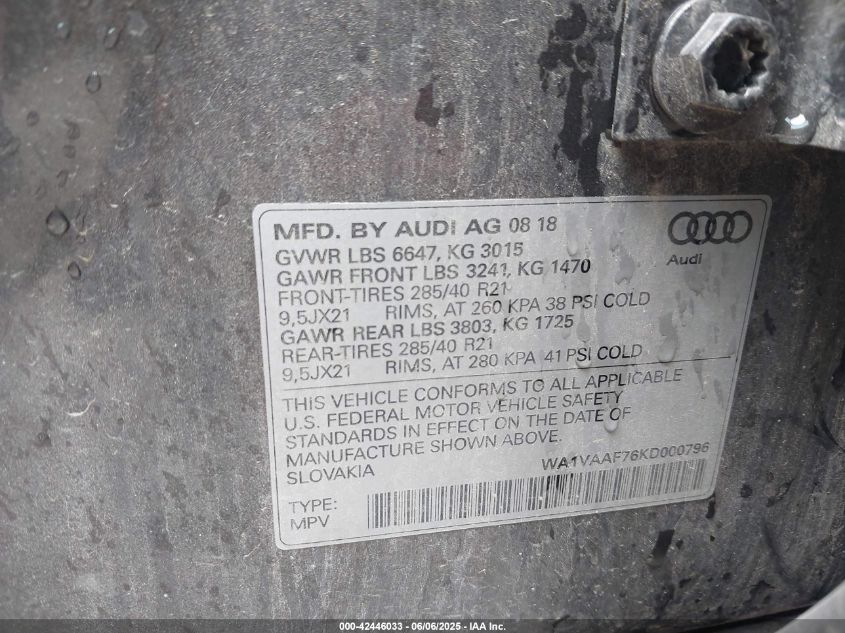 MFD. BY AUDI AG 08 18
GVWR LBS 6647, KG 3015
GAWR FRONT LBS 3241, KG 1470
FRONT-TIRES 285/40 R21
9,5JX21 RIMS, AT 260 KPA 38 PSI COLD
GAWR REAR LBS 3803, KG 1725
REAR-TIRES 285/40 R21
9,5JX21 RIMS, AT 280 KPA 41 PSI COLD
Audi
THIS VEHICLE CONFORMS TO ALL APPLICABLE
U.S. FEDERAL MOTOR VEHICLE SAFETY
STANDARDS IN EFFECT ON THE DATE OF
MANUFACTURE SHOWN ABOVE.
SLOVAKIA
WA1VAAF76KD000796
TYPE:
MPV
000-42446033 - 06/06/2025 - IAA Inc.